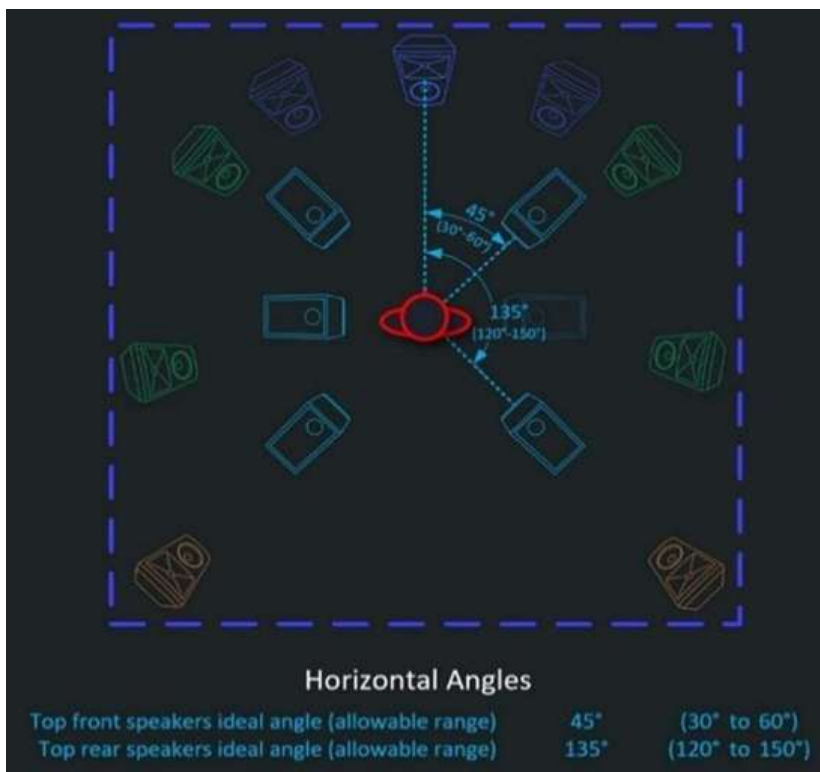 45°
(30°-60°)
135°
(120°-150°)
Horizontal Angles
Top front speakers ideal angle (allowable range) 45° (30° to 60°)
Top rear speakers ideal angle (allowable range) 135° (120° to 150°)